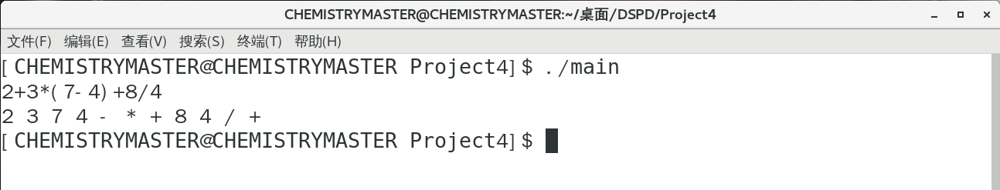 CHEMISTRYMASTER@CHEMISTRYMASTER:~/桌面/DSPD/Project4
文件(F) 编辑(E) 查看(V) 搜索(S) 终端(T) 帮助(H)
[CHEMISTRYMASTER@CHEMISTRYMASTER Project4]$ ./main
2+3*(7-4)+8/4
2 3 7 4 - * + 8 4 / +
[CHEMISTRYMASTER@CHEMISTRYMASTER Project4]$